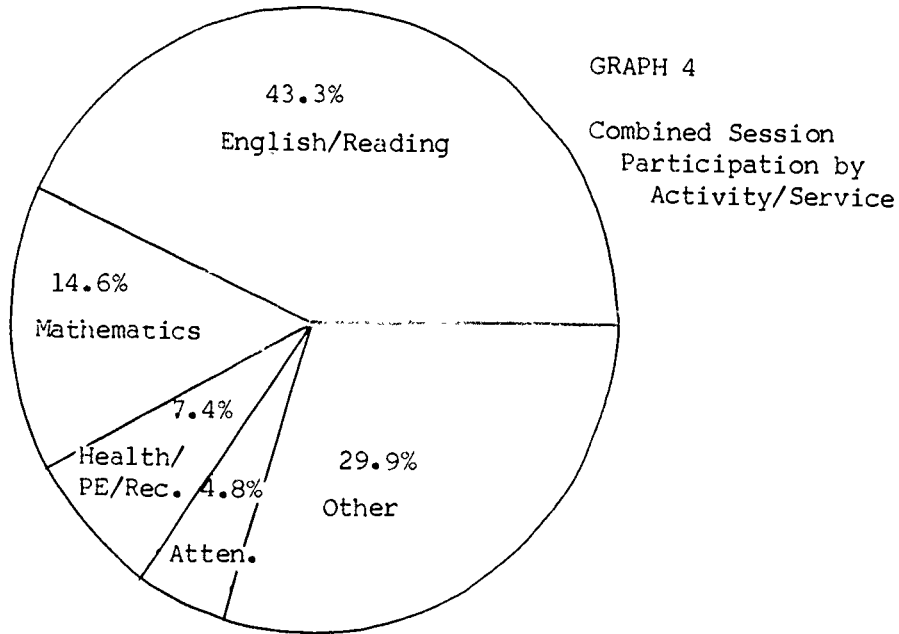 GRAPH 4
Combined Session
Participation by
Activity/Service
43.3%
English/Reading
14.6%
Mathematics
7.4%
Health/
PE/Rec.
4.8%
Atten.
29.9%
Other